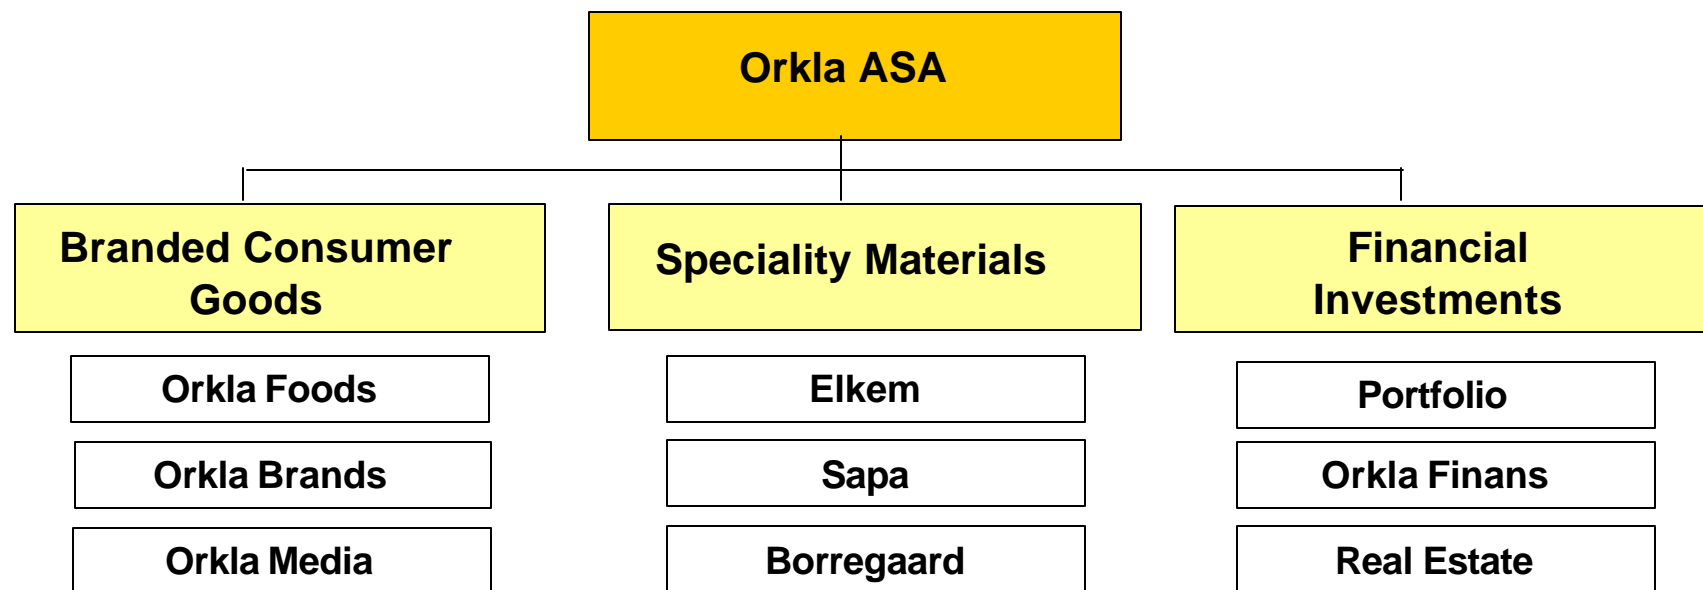 Orkla ASA
Branded Consumer
Goods
Speciality Materials
Financial
Investments
Orkla Foods
Elkem
Portfolio
Orkla Brands
Sapa
Orkla Finans
Orkla Media
Borregaard
Real Estate